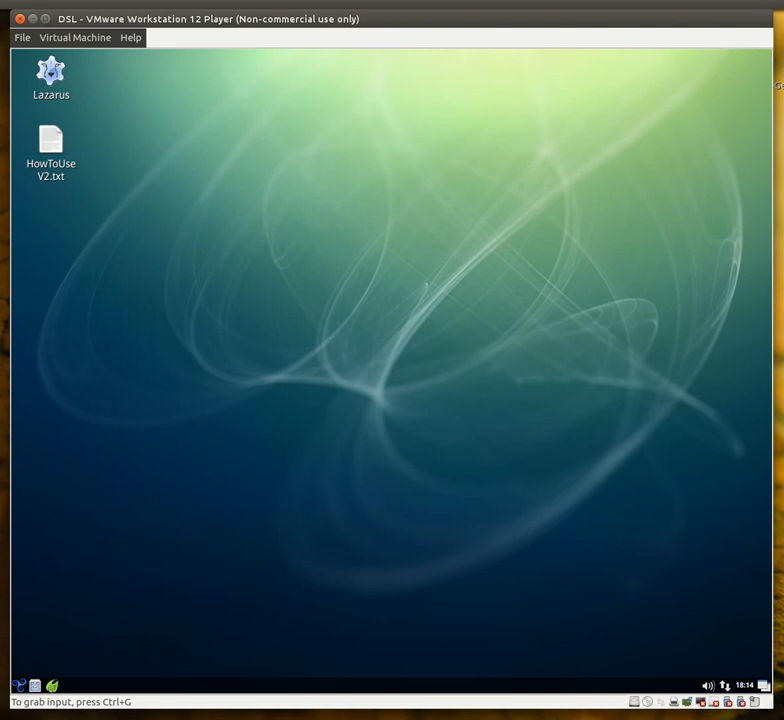 DSL - VMware Workstation 12 Player (Non-commercial use only)
File Virtual Machine Help
Lazarus
HowToUse
V2.txt
18:14
To grab input, press Ctrl+G